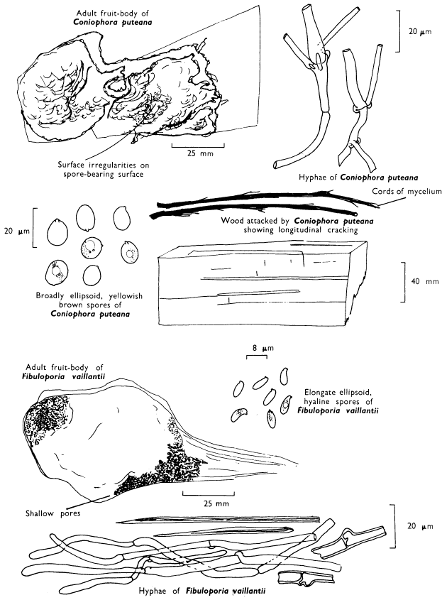 Adult fruit-body of
Coniophora puteana
20 μm
Surface irregularities on
spore-bearing surface
25 mm
Hyphae of Coniophora puteana
Cords of mycelium
Wood attacked by Coniophora puteana
showing longitudinal cracking
20 μm
Broadly ellipsoid, yellowish
brown spores of
Coniophora puteana
40 mm
8 μm
Adult fruit-body of
Fibuloporia vaillantii
Elongate ellipsoid,
hyaline spores of
Fibuloporia vaillantii
Shallow pores
25 mm
20 μm
Hyphae of Fibuloporia vaillantii